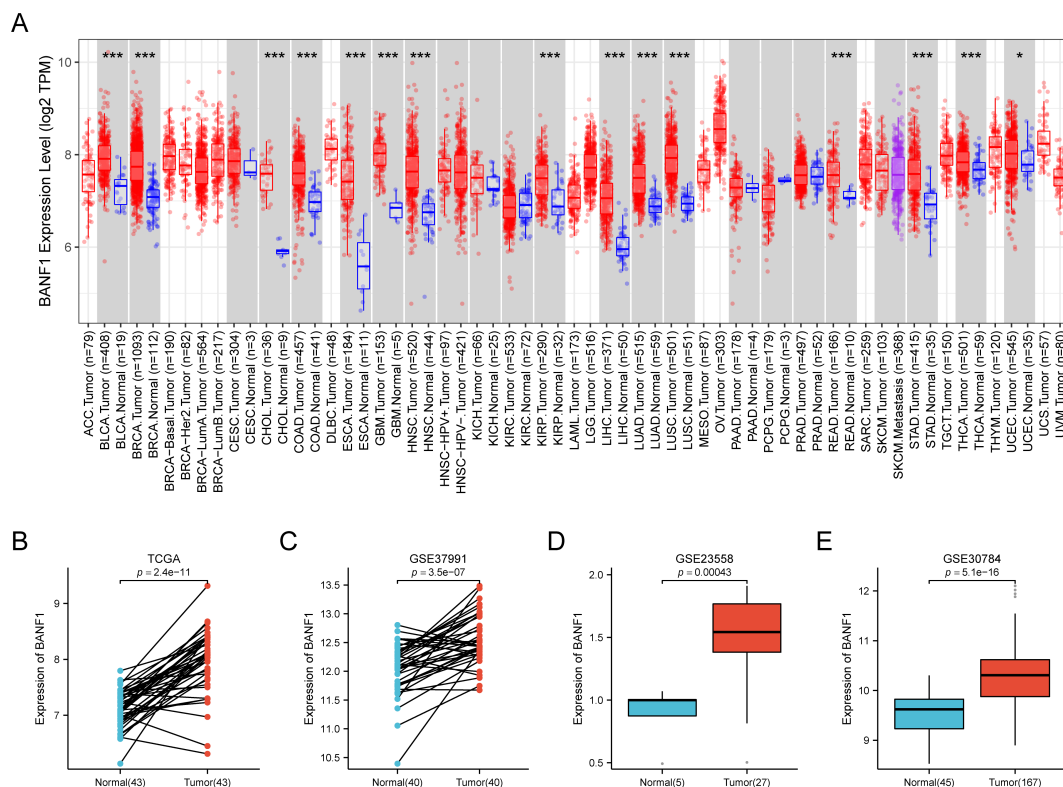 A
*** *** *** *** *** *** *** *** *** *** *** *** *** *** *
BANF1 Expression Level (log2 TPM)
10
8
6
ACC.Tumor (n=79)
BLCA.Tumor (n=408)
BLCA.Normal (n=19)
BRCA.Tumor (n=1093)
BRCA.Normal (n=112)
BRCA-Basal.Tumor (n=190)
BRCA-Her2.Tumor (n=82)
BRCA-LumA.Tumor (n=564)
BRCA-LumB.Tumor (n=217)
CESC.Tumor (n=304)
CESC.Normal (n=3)
CHOL.Tumor (n=36)
CHOL.Normal (n=9)
COAD.Tumor (n=457)
COAD.Normal (n=41)
DLBC.Tumor (n=48)
ESCA.Tumor (n=184)
ESCA.Normal (n=11)
GBM.Tumor (n=153)
GBM.Normal (n=5)
HNSC.Tumor (n=520)
HNSC.Normal (n=44)
HNSC-HPV+.Tumor (n=97)
HNSC-HPV-.Tumor (n=421)
KICH.Tumor (n=66)
KICH.Normal (n=25)
KIRC.Tumor (n=533)
KIRC.Normal (n=72)
KIRP.Tumor (n=290)
KIRP.Normal (n=32)
LAML.Tumor (n=173)
LGG.Tumor (n=516)
LIHC.Tumor (n=371)
LIHC.Normal (n=50)
LUAD.Tumor (n=515)
LUAD.Normal (n=59)
LUSC.Tumor (n=501)
LUSC.Normal (n=51)
MESO.Tumor (n=87)
OV.Tumor (n=303)
PAAD.Tumor (n=178)
PAAD.Normal (n=4)
PCPG.Tumor (n=179)
PCPG.Normal (n=3)
PRAD.Tumor (n=497)
PRAD.Normal (n=52)
READ.Tumor (n=166)
READ.Normal (n=10)
SARC.Tumor (n=259)
SKCM.Tumor (n=103)
SKCM.Metastasis (n=368)
STAD.Tumor (n=415)
STAD.Normal (n=35)
TGCT.Tumor (n=150)
THCA.Tumor (n=501)
THCA.Normal (n=59)
THYM.Tumor (n=120)
UCEC.Tumor (n=545)
UCEC.Normal (n=35)
UCS.Tumor (n=57)
UVM.Tumor (n=80)
B
TCGA
p = 2.4e-11
Expression of BANF1
9
8
7
Normal(43) Tumor(43)
C
GSE37991
p = 3.5e-07
Expression of BANF1
13.5
13.0
12.5
12.0
11.5
11.0
10.5
Normal(40) Tumor(40)
D
GSE23558
p = 0.00043
Expression of BANF1
2.0
1.5
1.0
0.5
Normal(5) Tumor(27)
E
GSE30784
p = 5.1e-16
Expression of BANF1
12
11
10
9
Normal(45) Tumor(167)